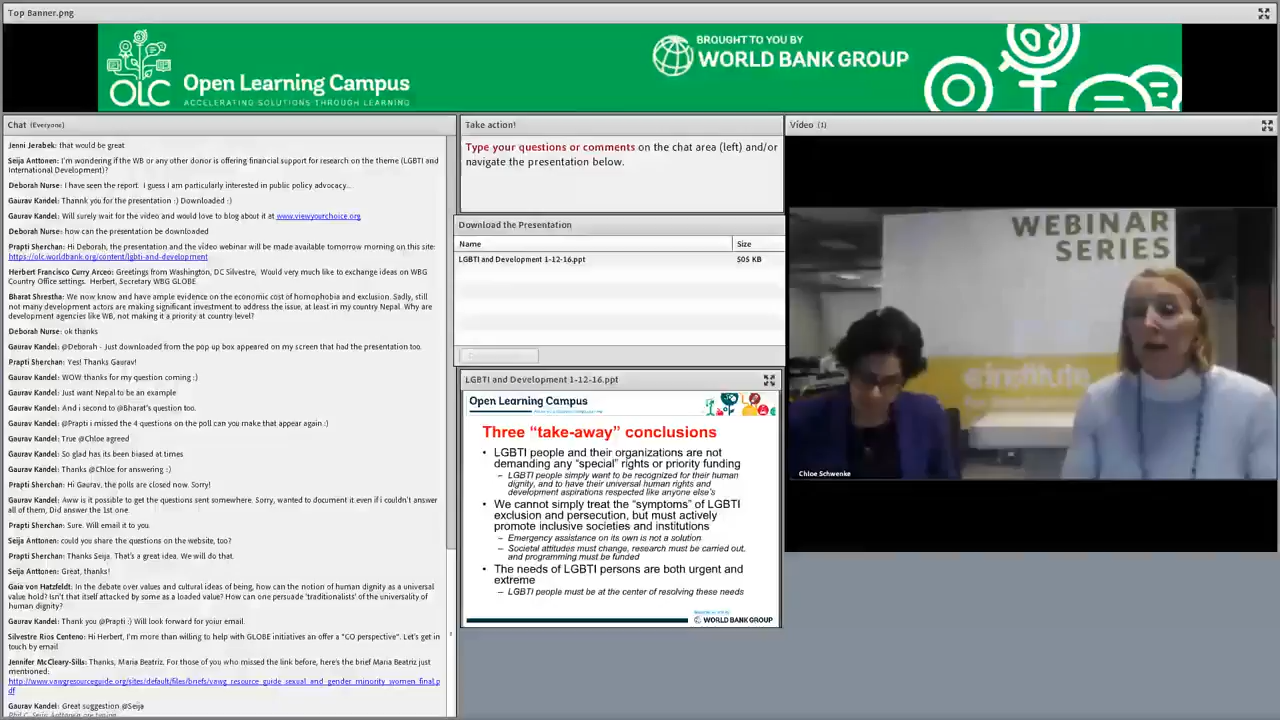 Top Banner.png
OLC
Open Learning Campus
ACCELERATING SOLUTIONS THROUGH LEARNING
BROUGHT TO YOU BY
WORLD BANK GROUP
Chat (Everyone)
Jenni Jerabek: that would be great
Seija Anttonen: I'm wondering if the WB or any other donor is offering financial support for research on the theme (LGBTI and
International Development)?
Deborah Nurse: I have seen the report. I guess I am particularly interested in public policy advocacy...
Gaurav Kandel: Thannk you for the presentation :) Downloaded :)
Gaurav Kandel: Will surely wait for the video and would love to blog about it at www.viewyourchoice.org
Deborah Nurse: how can the presentation be downloaded
Prapti Sherchan: Hi Deborah, the presentation and the video webinar will be made available tomorrow morning on this site:
https://olc.worldbank.org/content/lgbti-and-development
Herbert Francisco Curry Arceo: Greetings from Washington, DC Silvestre, Would very much like to exchange ideas on WBG
Country Office settings. Herbert, Secretary WBG GLOBE
Bharat Shrestha: We now know and have ample evidence on the economic cost of homophobia and exclusion. Sadly, still
not many development actors are making significant investment to address the issue, at least in my country Nepal. Why are
development agencies like WB, not making it a priority at country level?
Deborah Nurse: ok thanks
Gaurav Kandel: @Deborah - Just downloaded from the pop up box appeared on my screen that had the presentation too.
Prapti Sherchan: Yes! Thanks Gaurav!
Gaurav Kandel: WOW thanks for my question coming :)
Gaurav Kandel: Just want Nepal to be an example
Gaurav Kandel: And i second to @Bharat's question too.
Gaurav Kandel: @Prapti i missed the 4 questions on the poll can you make that appear again :)
Gaurav Kandel: True @Chloe agreed
Gaurav Kandel: So glad has its been biased at times
Gaurav Kandel: Thanks @Chloe for answering :)
Prapti Sherchan: Hi Gaurav, the polls are closed now. Sorry!
Gaurav Kandel: Aww is it possible to get the questions sent somewhere. Sorry, wanted to document it even if i couldn't answer
all of them, Did answer the 1st one.
Prapti Sherchan: Sure. Will email it to you.
Seija Anttonen: could you share the questions on the website, too?
Prapti Sherchan: Thanks Seija. That's a great idea. We will do that.
Seija Anttonen: Great, thanks!
Gaia von Hatzfeldt: In the debate over values and cultural ideas of being, how can the notion of human dignity as a universal
value hold? Isn't that itself attacked by some as a loaded value? How can one persuade 'traditionalists' of the universality of
human dignity?
Gaurav Kandel: Thank you @Prapti :) Will look forward for yoiur email.
Silvestre Rios Centeno: Hi Herbert, I'm more than willing to help with GLOBE initiatives an offer a "CO perspective". Let's get in
touch by email
Jennifer McCleary-Sills: Thanks, Maria Beatriz. For those of you who missed the link before, here's the brief Maria Beatriz just
mentioned:
http://www.vawgresourceguide.org/sites/default/files/briefs/vawg_resource_guide_sexual_and_gender_minority_women_final.p
df
Gaurav Kandel: Great suggestion @Seija
Take action!
Type your questions or comments on the chat area (left) and/or
navigate the presentation below.
Download the Presentation
Name Size
LGBTI and Development 1-12-16.ppt 505 KB
LGBTI and Development 1-12-16.ppt
Open Learning Campus
Three “take-away” conclusions
• LGBTI people and their organizations are not
demanding any “special” rights or priority funding
– LGBTI people simply want to be recognized for their human
dignity, and to have their universal human rights and
development aspirations respected like anyone else’s
• We cannot simply treat the “symptoms” of LGBTI
exclusion and persecution, but must actively
promote inclusive societies and institutions
– Emergency assistance on its own is not a solution
– Societal attitudes must change, research must be carried out,
and programming must be funded
• The needs of LGBTI persons are both urgent and
extreme
– LGBTI people must be at the center of resolving these needs
WORLD BANK GROUP
Video (1)
WEBINAR
SERIES
einstitute
Chloe Schwenke